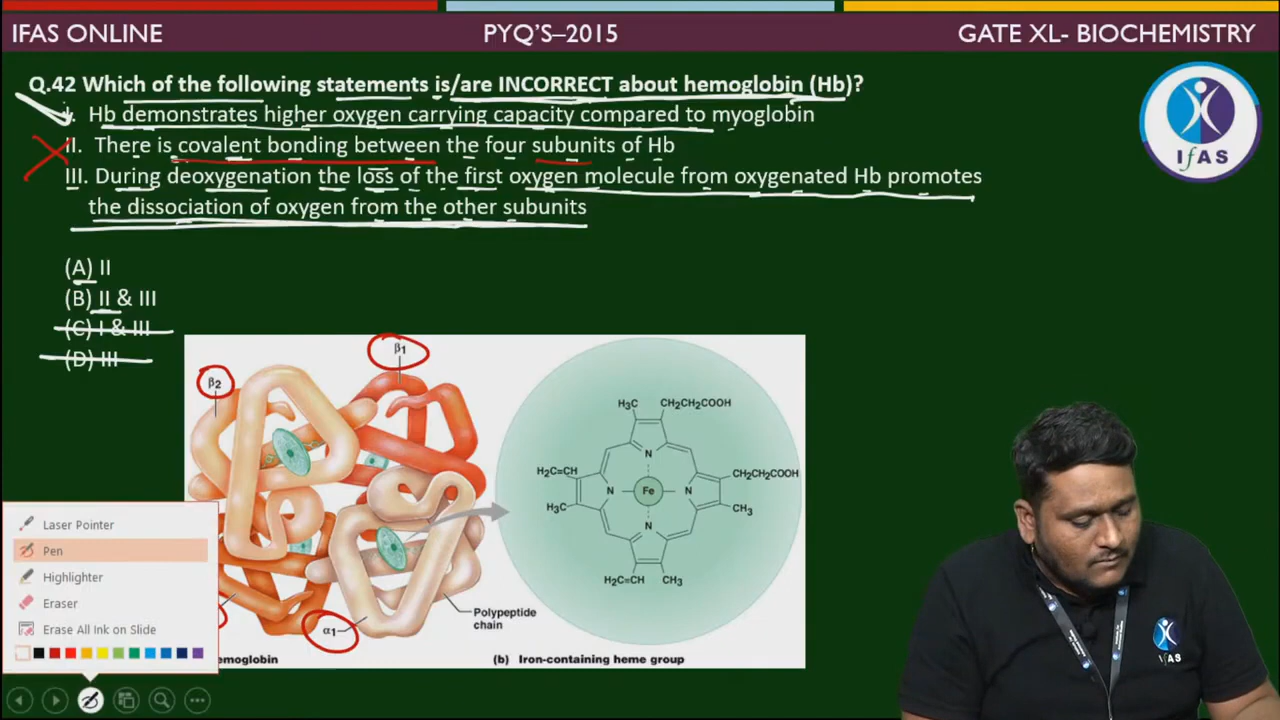 IFAS ONLINE
PYQ'S–2015
GATE XL- BIOCHEMISTRY
Q.42 Which of the following statements is/are INCORRECT about hemoglobin (Hb)?
I. Hb demonstrates higher oxygen carrying capacity compared to myoglobin
II. There is covalent bonding between the four subunits of Hb
III. During deoxygenation the loss of the first oxygen molecule from oxygenated Hb promotes
the dissociation of oxygen from the other subunits
(A) II
(B) II & III
(C) I & III
(D) III
IfAS
β1
β2
α1
Polypeptide
chain
H3C
CH2CH2COOH
N
H2C=CH
CH2CH2COOH
N
Fe
N
H3C
CH3
N
H2C=CH
CH3
(b) Iron-containing heme group
Laser Pointer
Pen
Highlighter
Eraser
Erase All Ink on Slide
IfAS